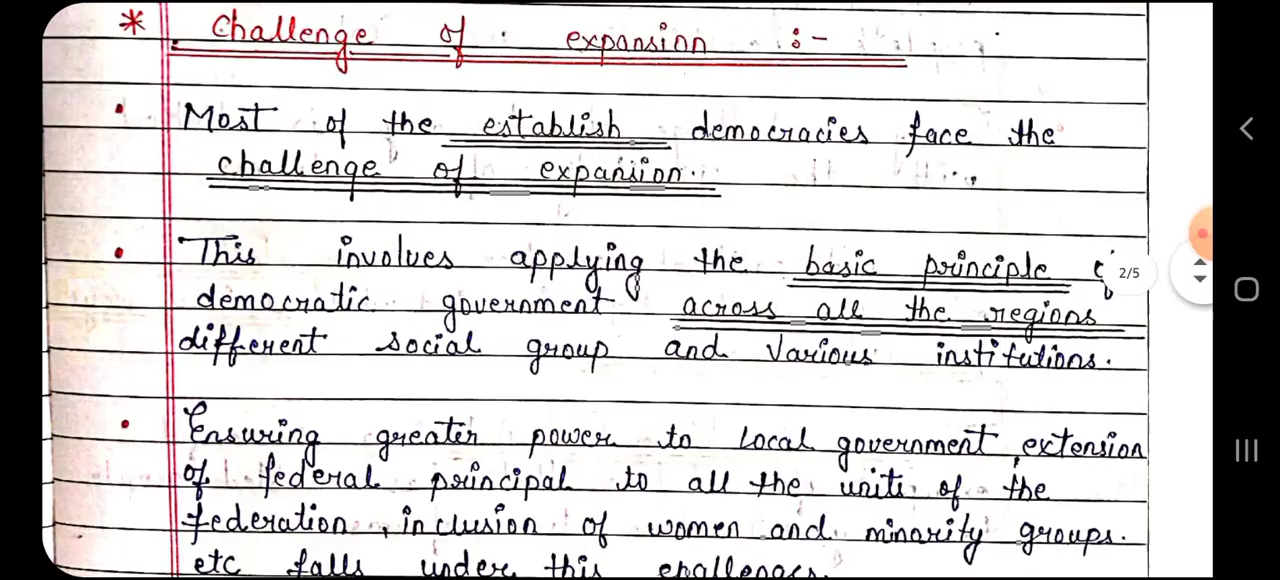 * Challenge of expansion :-
• Most of the establish democracies face the
challenge of expansion.
• This involves applying the basic principle of
democratic government across all the regions
different social group and various institutions.
• Ensuring greater power to local government, extension
of federal principal to all the units of the
federation, inclusion of women and minority groups.
etc falls under this challenges.
2/5